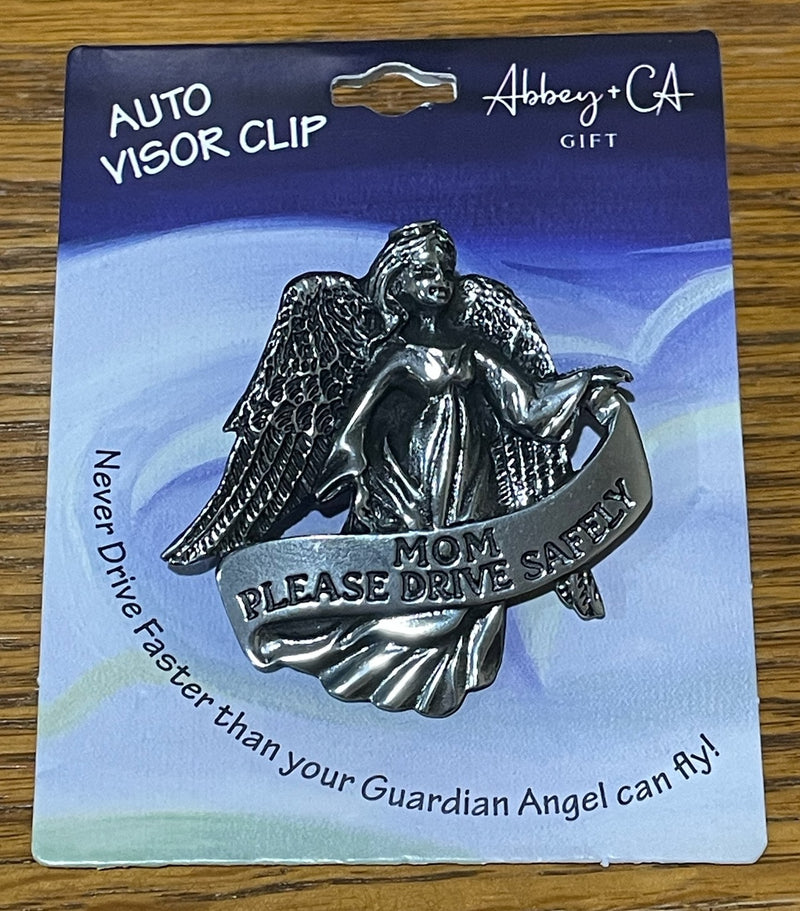 AUTO
VISOR CLIP
Abbey + CA
GIFT
MOM
PLEASE DRIVE SAFELY
Never Drive Faster than your Guardian Angel can fly!